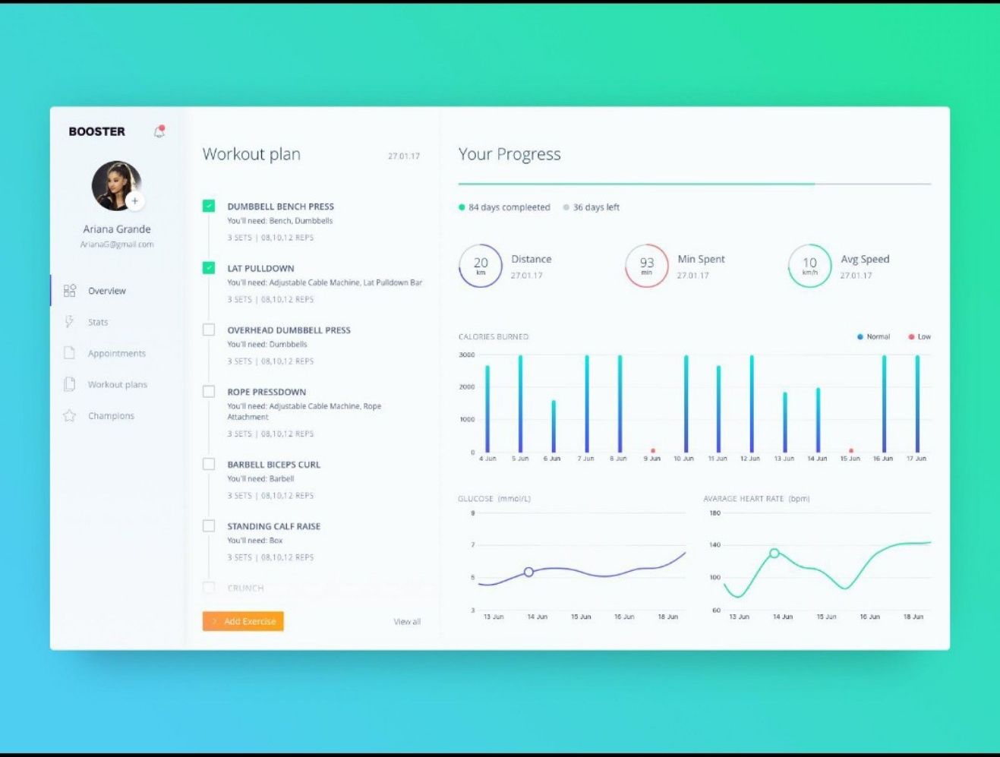 BOOSTER
Ariana Grande
ArianaG@gmail.com
Overview
Stats
Appointments
Workout plans
Champions
Workout plan
27.01.17
DUMBBELL BENCH PRESS
You'll need: Bench, Dumbbells
3 SETS | 08,10,12 REPS
LAT PULLDOWN
You'll need: Adjustable Cable Machine, Lat Pulldown Bar
3 SETS | 08,10,12 REPS
OVERHEAD DUMBBELL PRESS
You'll need: Dumbbells
3 SETS | 08,10,12 REPS
ROPE PRESSDOWN
You'll need: Adjustable Cable Machine, Rope
Attachment
3 SETS | 08,10,12 REPS
BARBELL BICEPS CURL
You'll need: Barbell
3 SETS | 08,10,12 REPS
STANDING CALF RAISE
You'll need: Box
3 SETS | 08,10,12 REPS
CRUNCH
Add Exercise
View all
Your Progress
84 days compleeted 36 days left
20 km
Distance
27.01.17
93 min
Min Spent
27.01.17
10 km/h
Avg Speed
27.01.17
CALORIES BURNED
Normal Low
3000
2000
1000
0
4 Jun 5 Jun 6 Jun 7 Jun 8 Jun 9 Jun 10 Jun 11 Jun 12 Jun 13 Jun 14 Jun 15 Jun 16 Jun 17 Jun
GLUCOSE (mmol/L)
9
7
5
3
13 Jun 14 Jun 15 Jun 16 Jun 18 Jun
AVARAGE HEART RATE (bpm)
180
140
100
60
13 Jun 14 Jun 15 Jun 16 Jun 18 Jun